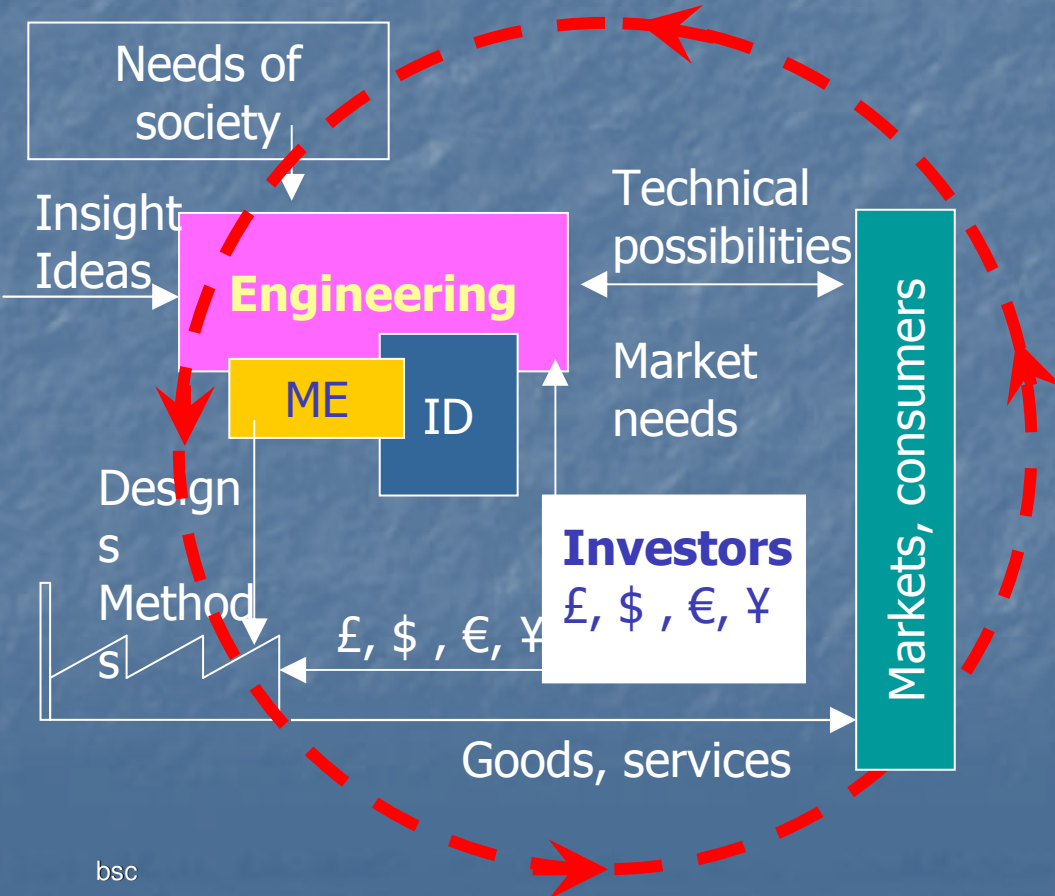 Needs of
society
Insight
Ideas
Engineering
Technical
possibilities
Market
needs
ME
ID
Design
s
Method
s
Investors
£, $ , €, ¥
£, $ , €, ¥
Markets, consumers
Goods, services
bsc